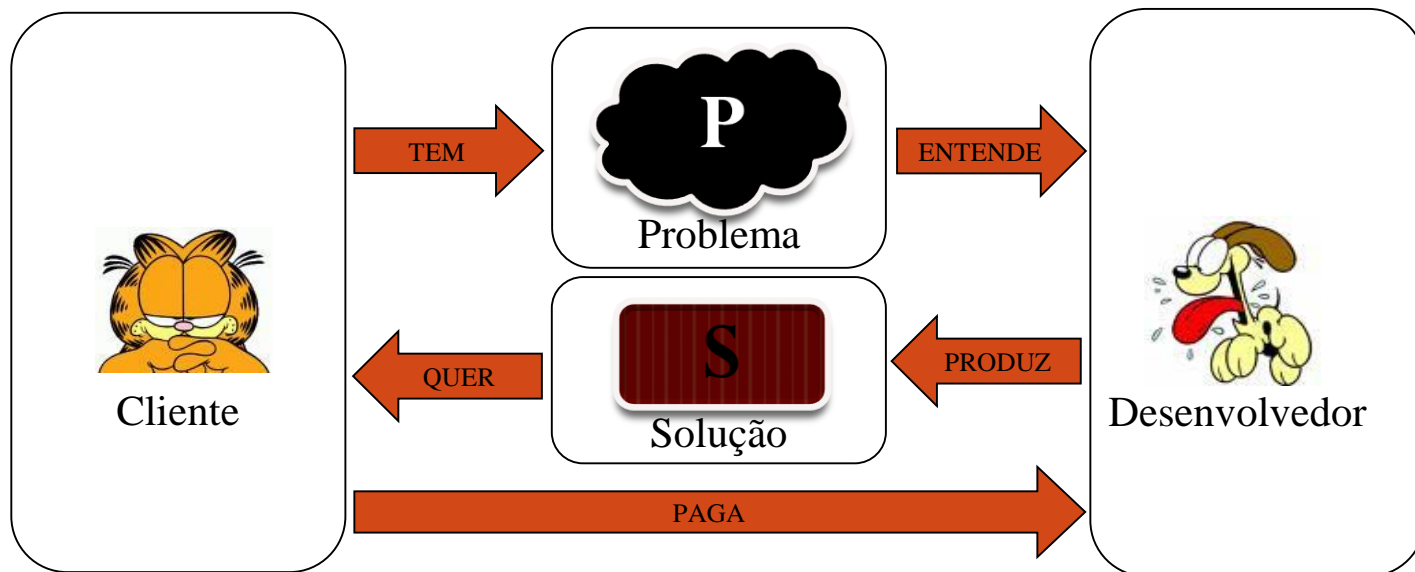 P
TEM
ENTENDE
Problema
S
QUER
PRODUZ
Cliente
Solução
Desenvolvedor
PAGA